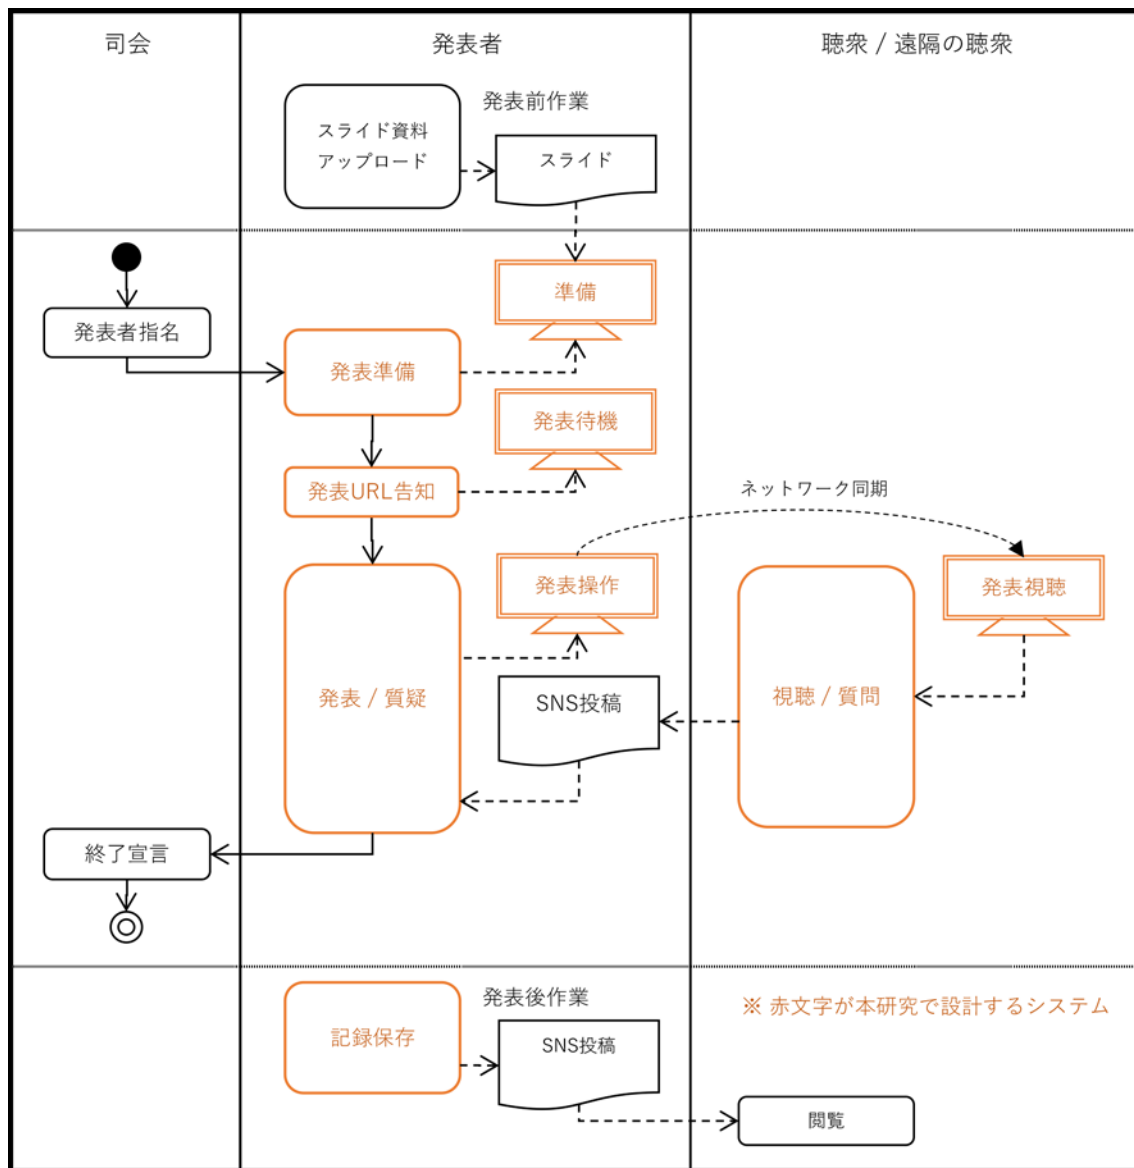 司会
発表者
聴衆 / 遠隔の聴衆
発表前作業
スライド資料
アップロード
スライド
準備
発表者指名
発表準備
発表待機
発表URL告知
ネットワーク同期
発表操作
発表視聴
発表 / 質疑
SNS投稿
視聴 / 質問
終了宣言
発表後作業
※ 赤文字が本研究で設計するシステム
記録保存
SNS投稿
閲覧